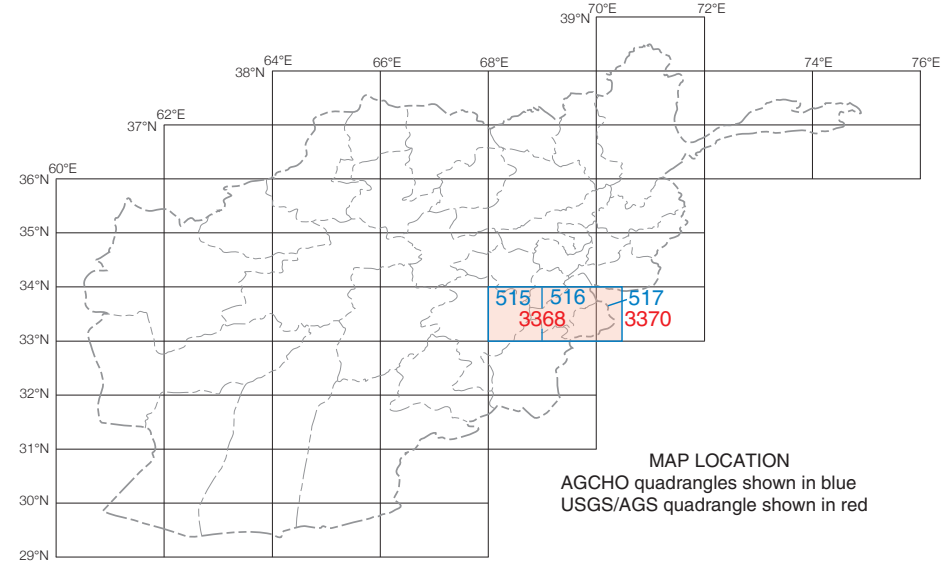 70°E
72°E
39°N
64°E
66°E
68°E
74°E
76°E
38°N
62°E
37°N
60°E
36°N
35°N
34°N
515
516
517
3368
3370
33°N
32°N
31°N
30°N
29°N
MAP LOCATION
AGCHO quadrangles shown in blue
USGS/AGS quadrangle shown in red